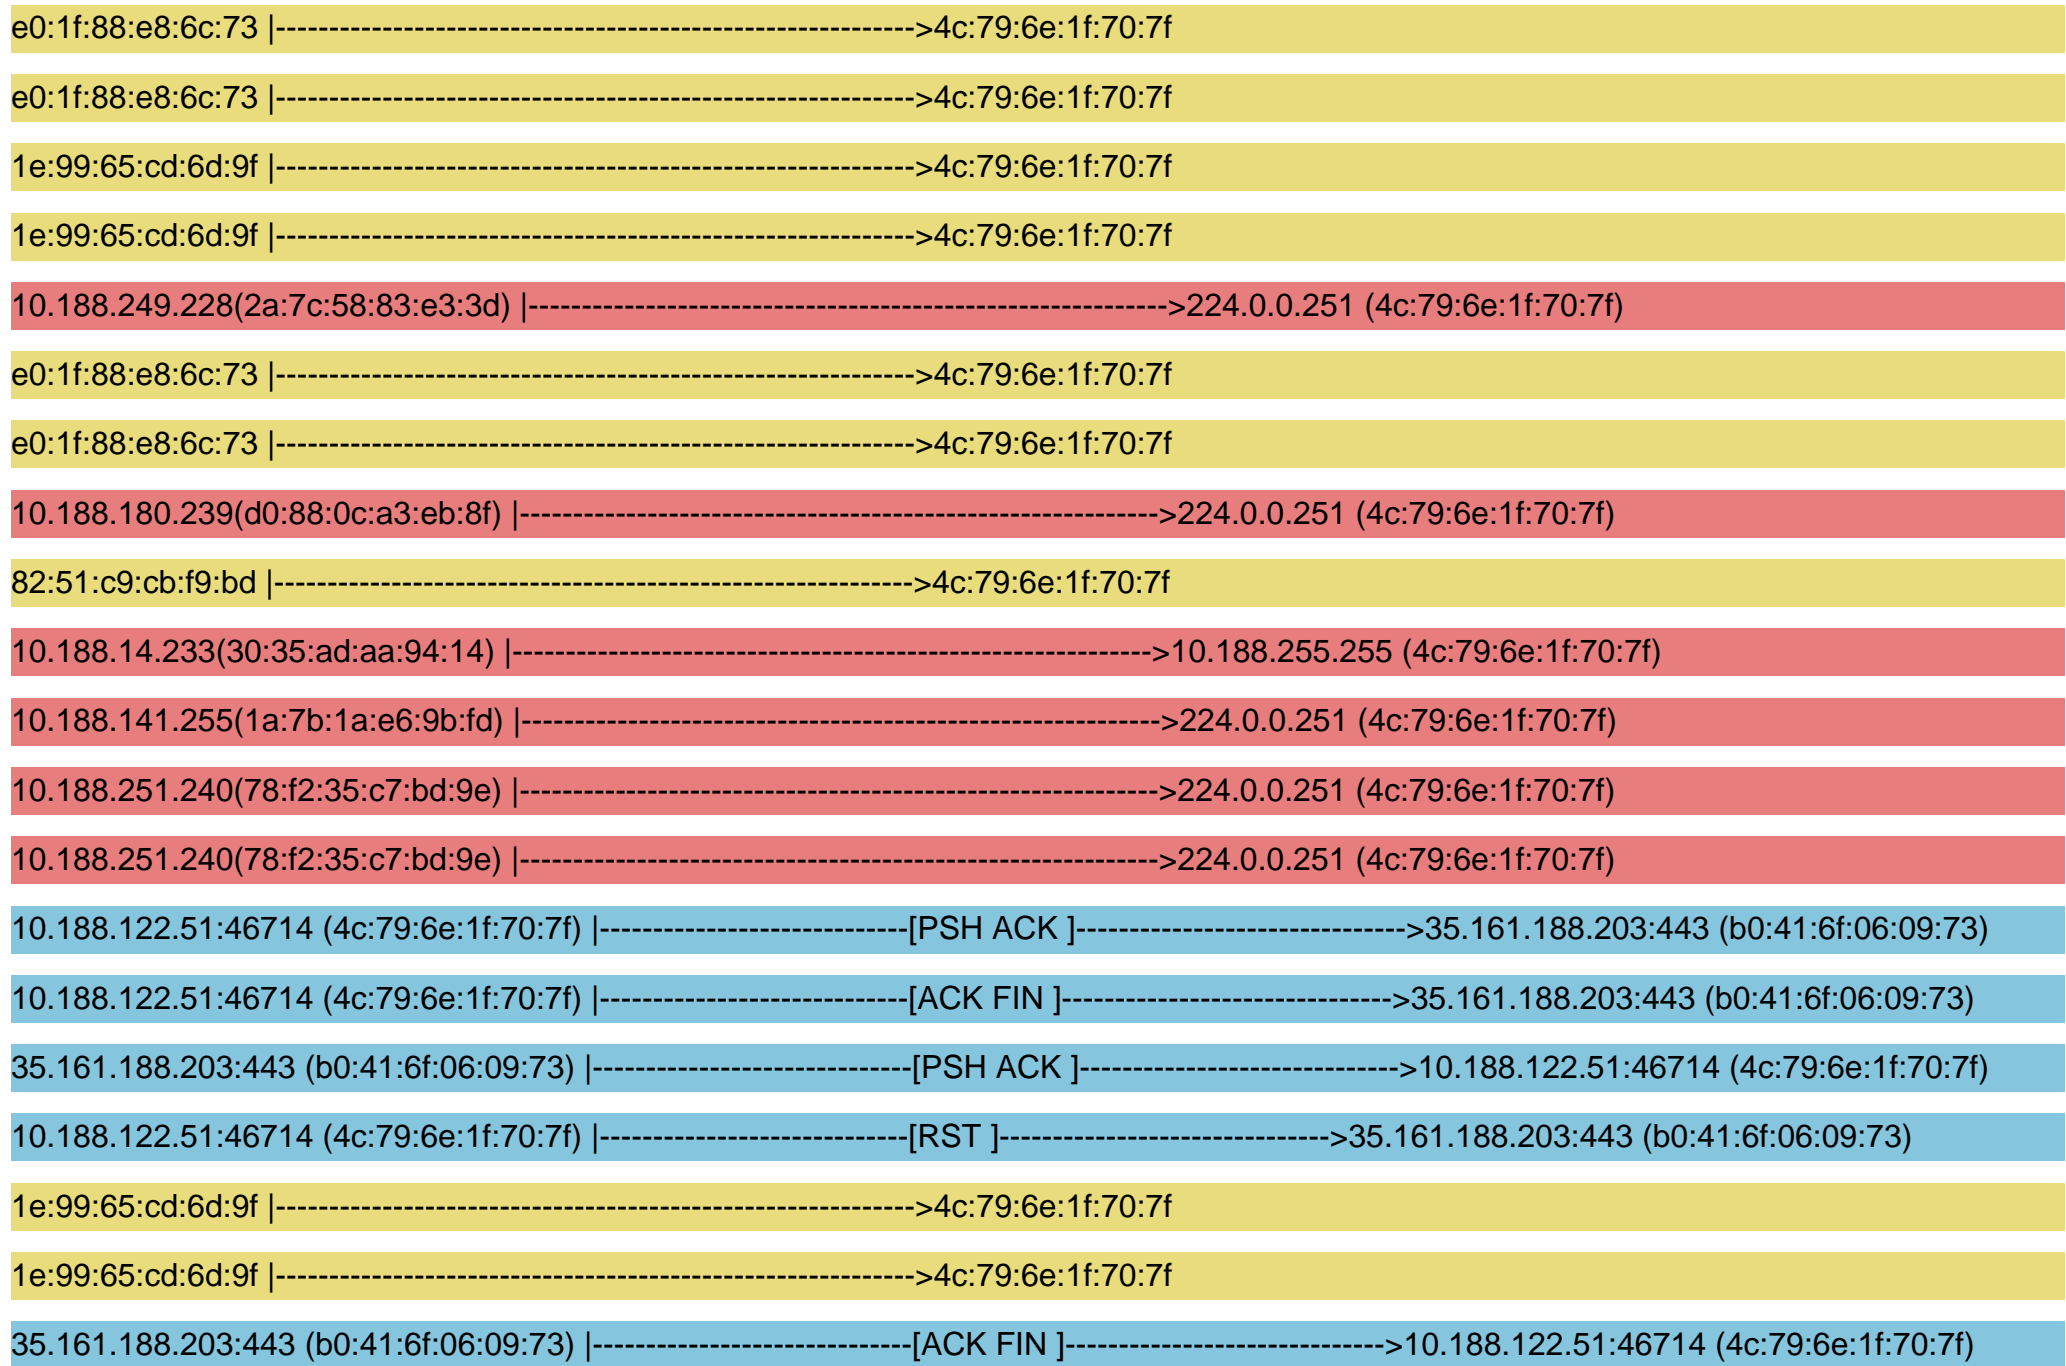 e0:1f:88:e8:6c:73 |------------------------------------------------------------>4c:79:6e:1f:70:7f
e0:1f:88:e8:6c:73 |------------------------------------------------------------>4c:79:6e:1f:70:7f
1e:99:65:cd:6d:9f |------------------------------------------------------------>4c:79:6e:1f:70:7f
1e:99:65:cd:6d:9f |------------------------------------------------------------>4c:79:6e:1f:70:7f
10.188.249.228(2a:7c:58:83:e3:3d) |------------------------------------------------------------>224.0.0.251 (4c:79:6e:1f:70:7f)
e0:1f:88:e8:6c:73 |------------------------------------------------------------>4c:79:6e:1f:70:7f
e0:1f:88:e8:6c:73 |------------------------------------------------------------>4c:79:6e:1f:70:7f
10.188.180.239(d0:88:0c:a3:eb:8f) |------------------------------------------------------------>224.0.0.251 (4c:79:6e:1f:70:7f)
82:51:c9:cb:f9:bd |------------------------------------------------------------>4c:79:6e:1f:70:7f
10.188.14.233(30:35:ad:aa:94:14) |------------------------------------------------------------>10.188.255.255 (4c:79:6e:1f:70:7f)
10.188.141.255(1a:7b:1a:e6:9b:fd) |------------------------------------------------------------>224.0.0.251 (4c:79:6e:1f:70:7f)
10.188.251.240(78:f2:35:c7:bd:9e) |------------------------------------------------------------>224.0.0.251 (4c:79:6e:1f:70:7f)
10.188.251.240(78:f2:35:c7:bd:9e) |------------------------------------------------------------>224.0.0.251 (4c:79:6e:1f:70:7f)
10.188.122.51:46714 (4c:79:6e:1f:70:7f) |-----------------------------[PSH ACK ]------------------------------->35.161.188.203:443 (b0:41:6f:06:09:73)
10.188.122.51:46714 (4c:79:6e:1f:70:7f) |-----------------------------[ACK FIN ]------------------------------->35.161.188.203:443 (b0:41:6f:06:09:73)
35.161.188.203:443 (b0:41:6f:06:09:73) |------------------------------[PSH ACK ]------------------------------>10.188.122.51:46714 (4c:79:6e:1f:70:7f)
10.188.122.51:46714 (4c:79:6e:1f:70:7f) |-----------------------------[RST ]------------------------------->35.161.188.203:443 (b0:41:6f:06:09:73)
1e:99:65:cd:6d:9f |------------------------------------------------------------>4c:79:6e:1f:70:7f
1e:99:65:cd:6d:9f |------------------------------------------------------------>4c:79:6e:1f:70:7f
35.161.188.203:443 (b0:41:6f:06:09:73) |------------------------------[ACK FIN ]------------------------------>10.188.122.51:46714 (4c:79:6e:1f:70:7f)